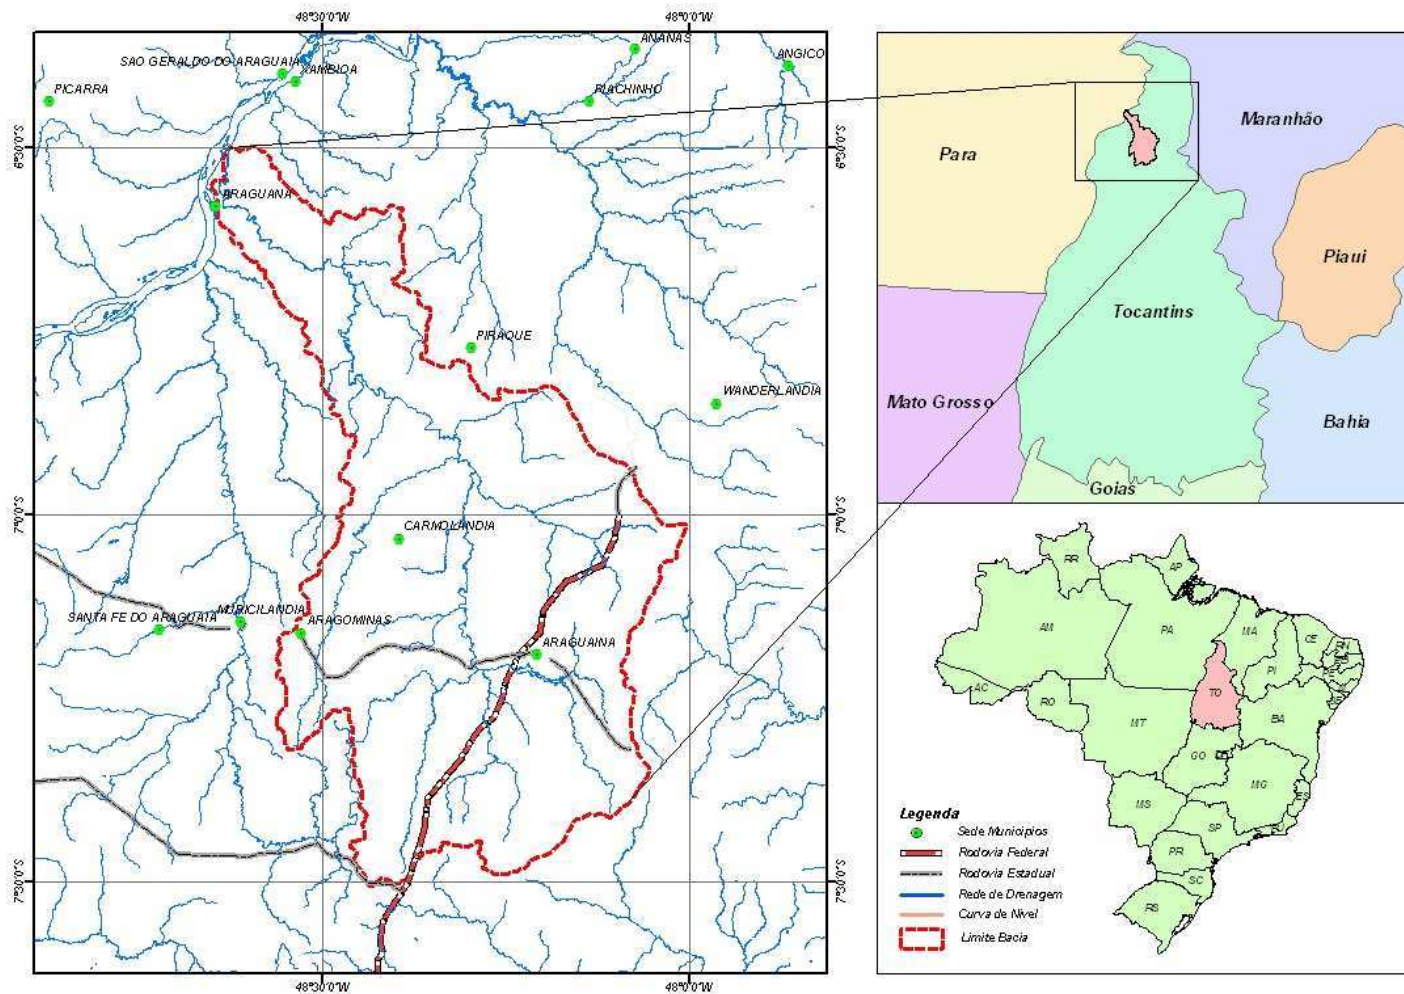 48°30'0"W
48°0'0"W
ANANAS
SAO GERALDO DO ARAGUAIA
XAMBIOA
ANGICO
PICARRA
RIACHINHO
6°30'0"S
6°30'0"S
ARAGUANA
PIRAQUE
WANDERLANDIA
7°0'0"S
7°0'0"S
CARMOLANDIA
SANTA FE DO ARAGUAIA
MURICILANDIA
ARAGOMINAS
ARAGUAINA
7°30'0"S
7°30'0"S
48°30'0"W
48°0'0"W
Para
Maranhão
Piaui
Tocantins
Mato Grosso
Bahia
Goias
RR
AP
AM
PA
MA
CE
RN
PI
AC
TO
RO
MT
BA
GO
MG
ES
MS
SP
PR
SC
RS
Legenda
Sede Municipios
Rodovia Federal
Rodovia Estadual
Rede de Drenagem
Curva de Nivel
Limite Bacia